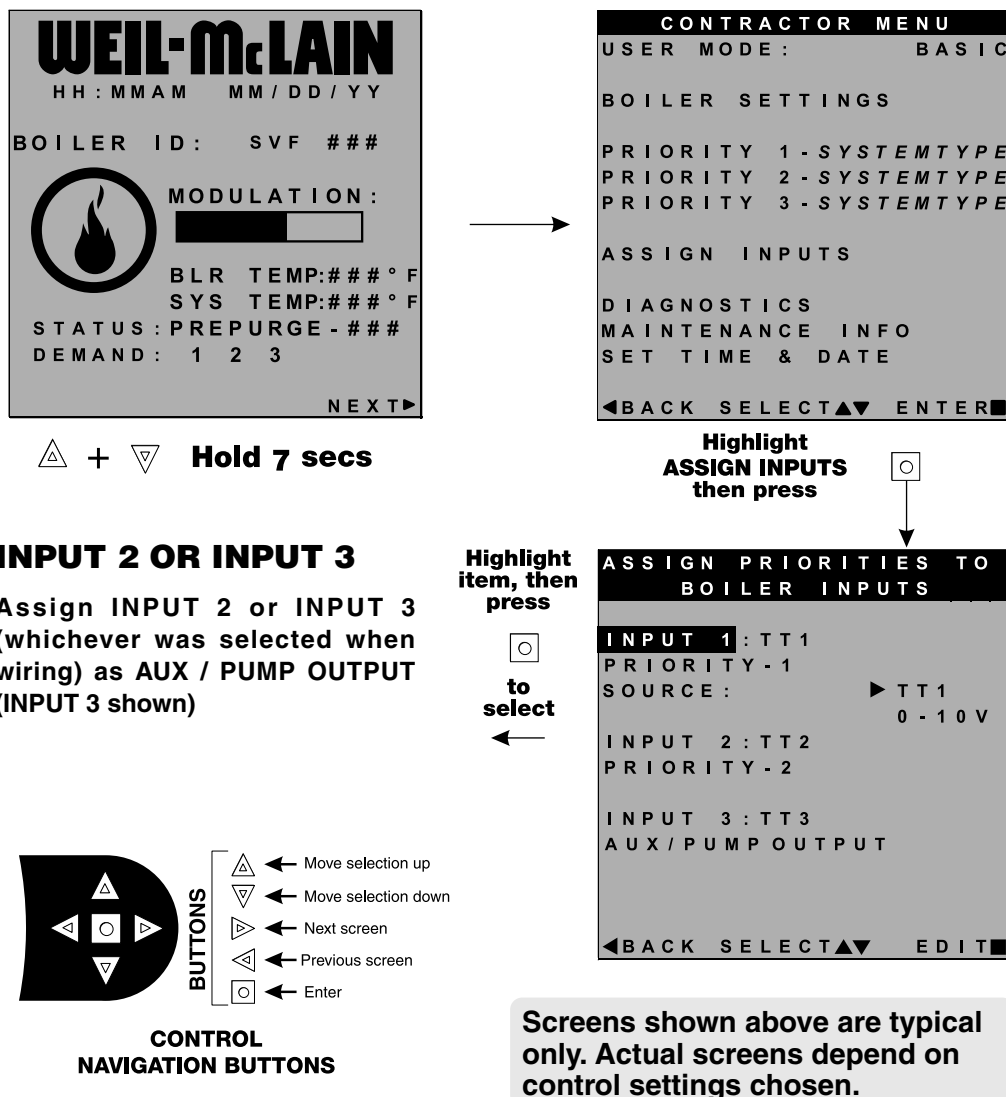 WEIL-McLAIN
HH:MMAM MM/DD/YY
BOILER ID: SVF ###
MODULATION:
BLR TEMP:###°F
SYS TEMP:###°F
STATUS:PREPURGE-###
DEMAND: 1 2 3
NEXT▶
△ + ▽ Hold 7 secs
CONTRACTOR MENU
USER MODE: BASIC
BOILER SETTINGS
PRIORITY 1-SYSTEMTYPE
PRIORITY 2-SYSTEMTYPE
PRIORITY 3-SYSTEMTYPE
ASSIGN INPUTS
DIAGNOSTICS
MAINTENANCE INFO
SET TIME & DATE
◀BACK SELECT▲▼ ENTER■
Highlight
ASSIGN INPUTS
then press
INPUT 2 OR INPUT 3
Assign INPUT 2 or INPUT 3
(whichever was selected when
wiring) as AUX / PUMP OUTPUT
(INPUT 3 shown)
Highlight
item, then
press
to
select
ASSIGN PRIORITIES TO
BOILER INPUTS
INPUT 1:TT1
PRIORITY-1
SOURCE: ▶TT1
0-10V
INPUT 2:TT2
PRIORITY-2
INPUT 3:TT3
AUX/PUMPOUTPUT
◀BACK SELECT▲▼ EDIT■
BUTTONS
Move selection up
Move selection down
Next screen
Previous screen
Enter
CONTROL
NAVIGATION BUTTONS
Screens shown above are typical
only. Actual screens depend on
control settings chosen.